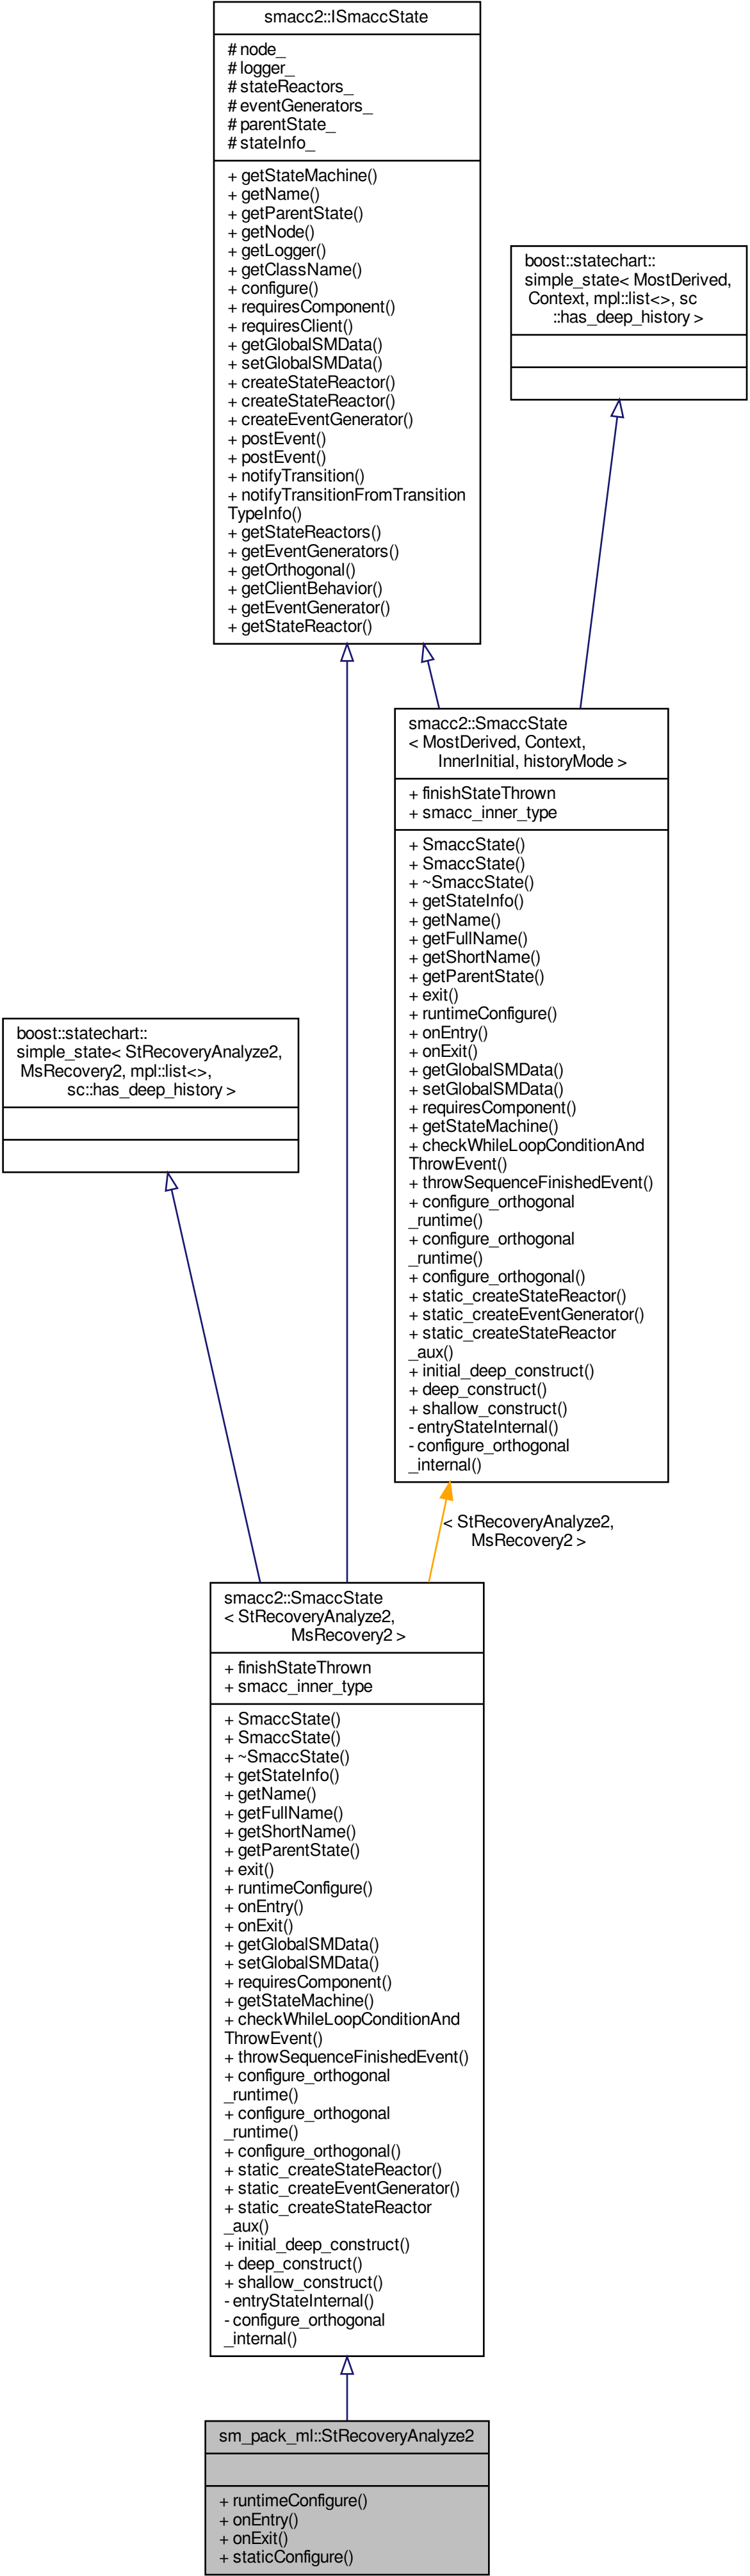 smacc2::ISmaccState
# node_
# logger_
# stateReactors_
# eventGenerators_
# parentState_
# stateInfo_
+ getStateMachine()
+ getName()
+ getParentState()
+ getNode()
+ getLogger()
+ getClassName()
+ configure()
+ requiresComponent()
+ requiresClient()
+ getGlobalSMData()
+ setGlobalSMData()
+ createStateReactor()
+ createStateReactor()
+ createEventGenerator()
+ postEvent()
+ postEvent()
+ notifyTransition()
+ notifyTransitionFromTransition
TypeInfo()
+ getStateReactors()
+ getEventGenerators()
+ getOrthogonal()
+ getClientBehavior()
+ getEventGenerator()
+ getStateReactor()
boost::statechart::
simple_state< MostDerived,
Context, mpl::list<>, sc
::has_deep_history >
smacc2::SmaccState
< MostDerived, Context,
InnerInitial, historyMode >
+ finishStateThrown
+ smacc_inner_type
+ SmaccState()
+ SmaccState()
+ ~SmaccState()
+ getStateInfo()
+ getName()
+ getFullName()
+ getShortName()
+ getParentState()
+ exit()
+ runtimeConfigure()
+ onEntry()
+ onExit()
+ getGlobalSMData()
+ setGlobalSMData()
+ requiresComponent()
+ getStateMachine()
+ checkWhileLoopConditionAnd
ThrowEvent()
+ throwSequenceFinishedEvent()
+ configure_orthogonal
_runtime()
+ configure_orthogonal
_runtime()
+ configure_orthogonal()
+ static_createStateReactor()
+ static_createEventGenerator()
+ static_createStateReactor
_aux()
+ initial_deep_construct()
+ deep_construct()
+ shallow_construct()
- entryStateInternal()
- configure_orthogonal
_internal()
boost::statechart::
simple_state< StRecoveryAnalyze2,
MsRecovery2, mpl::list<>,
sc::has_deep_history >
< StRecoveryAnalyze2,
MsRecovery2 >
smacc2::SmaccState
< StRecoveryAnalyze2,
MsRecovery2 >
+ finishStateThrown
+ smacc_inner_type
+ SmaccState()
+ SmaccState()
+ ~SmaccState()
+ getStateInfo()
+ getName()
+ getFullName()
+ getShortName()
+ getParentState()
+ exit()
+ runtimeConfigure()
+ onEntry()
+ onExit()
+ getGlobalSMData()
+ setGlobalSMData()
+ requiresComponent()
+ getStateMachine()
+ checkWhileLoopConditionAnd
ThrowEvent()
+ throwSequenceFinishedEvent()
+ configure_orthogonal
_runtime()
+ configure_orthogonal
_runtime()
+ configure_orthogonal()
+ static_createStateReactor()
+ static_createEventGenerator()
+ static_createStateReactor
_aux()
+ initial_deep_construct()
+ deep_construct()
+ shallow_construct()
- entryStateInternal()
- configure_orthogonal
_internal()
sm_pack_ml::StRecoveryAnalyze2
+ runtimeConfigure()
+ onEntry()
+ onExit()
+ staticConfigure()